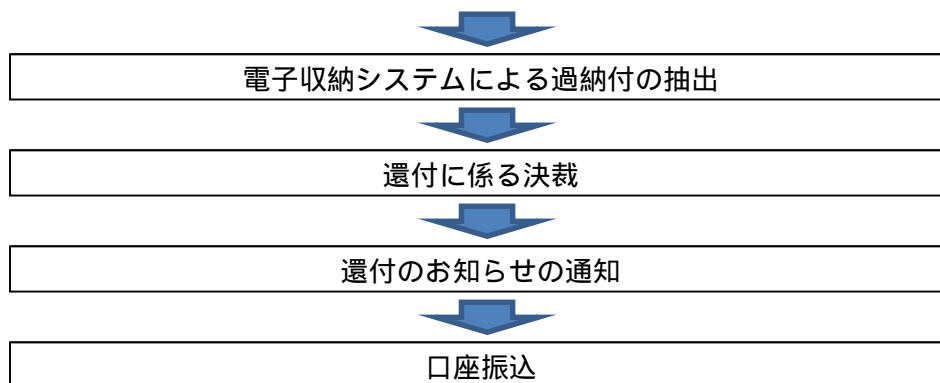 電子収納システムによる過納付の抽出
還付に係る決裁
還付のお知らせの通知
口座振込